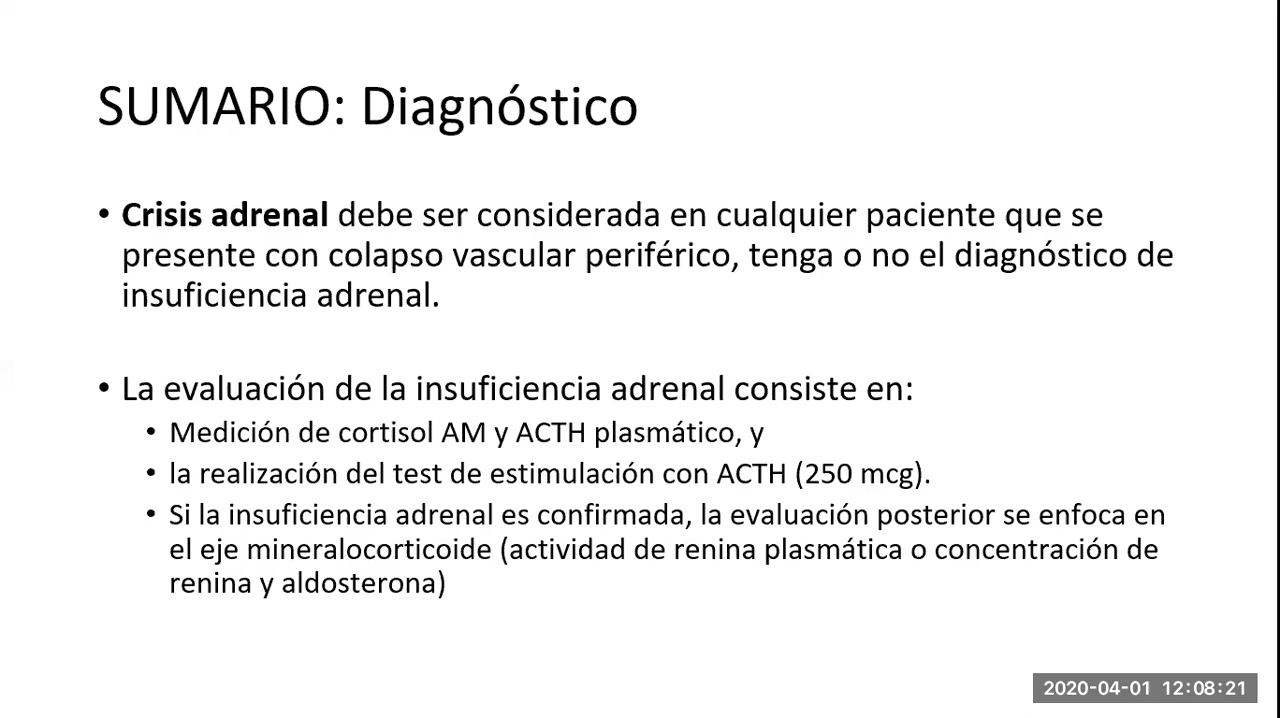 SUMARIO: Diagnóstico
• Crisis adrenal debe ser considerada en cualquier paciente que se
presente con colapso vascular periférico, tenga o no el diagnóstico de
insuficiencia adrenal.
• La evaluación de la insuficiencia adrenal consiste en:
• Medición de cortisol AM y ACTH plasmático, y
• la realización del test de estimulación con ACTH (250 mcg).
• Si la insuficiencia adrenal es confirmada, la evaluación posterior se enfoca en
el eje mineralocorticoide (actividad de renina plasmática o concentración de
renina y aldosterona)
2020-04-01 12:08:21